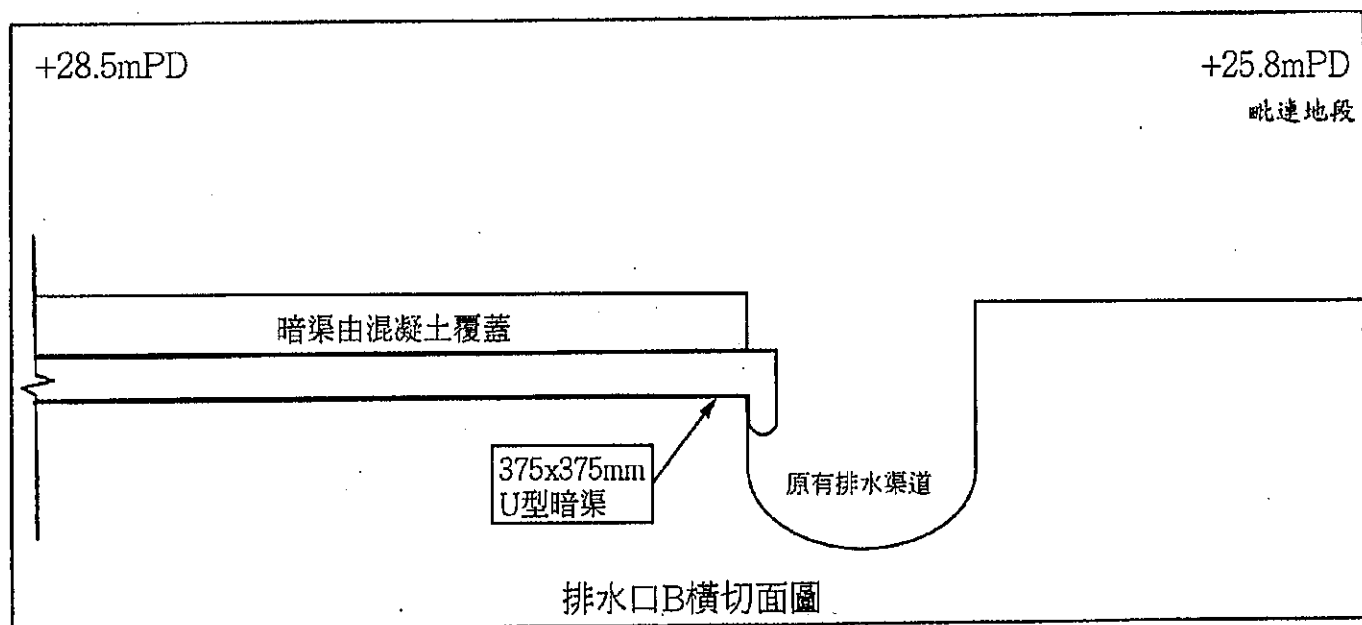 +28.5mPD
+25.8mPD
毗連地段
暗渠由混凝土覆蓋
375x375mm
U型暗渠
原有排水渠道
排水口B橫切面圖